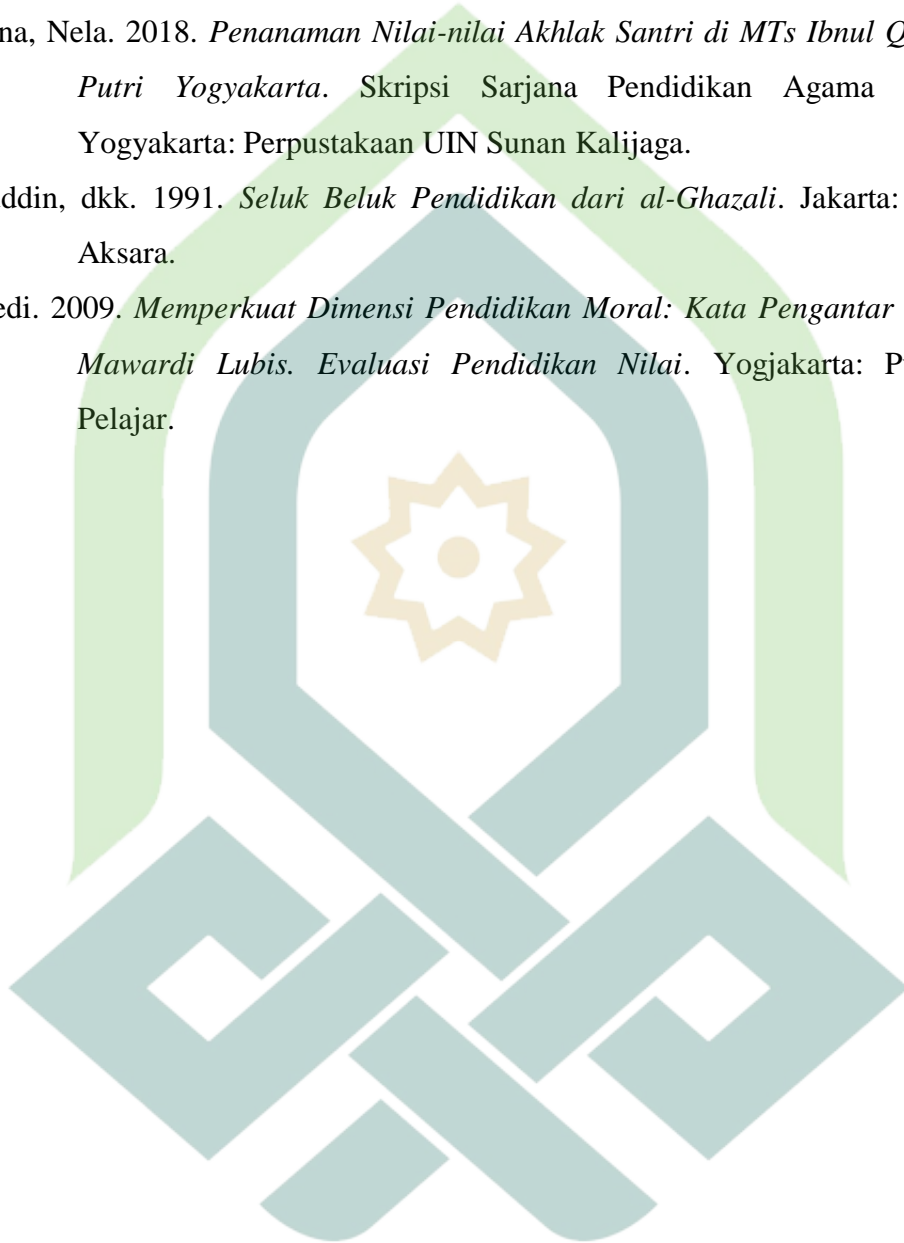 na, Nela. 2018. Penanaman Nilai-nilai Akhlak Santri di MTs Ibnul Q
Putri Yogyakarta. Skripsi Sarjana Pendidikan Agama
Yogyakarta: Perpustakaan UIN Sunan Kalijaga.
ddin, dkk. 1991. Seluk Beluk Pendidikan dari al-Ghazali. Jakarta:
Aksara.
edi. 2009. Memperkuat Dimensi Pendidikan Moral: Kata Pengantar
Mawardi Lubis. Evaluasi Pendidikan Nilai. Yogjakarta: P
Pelajar.